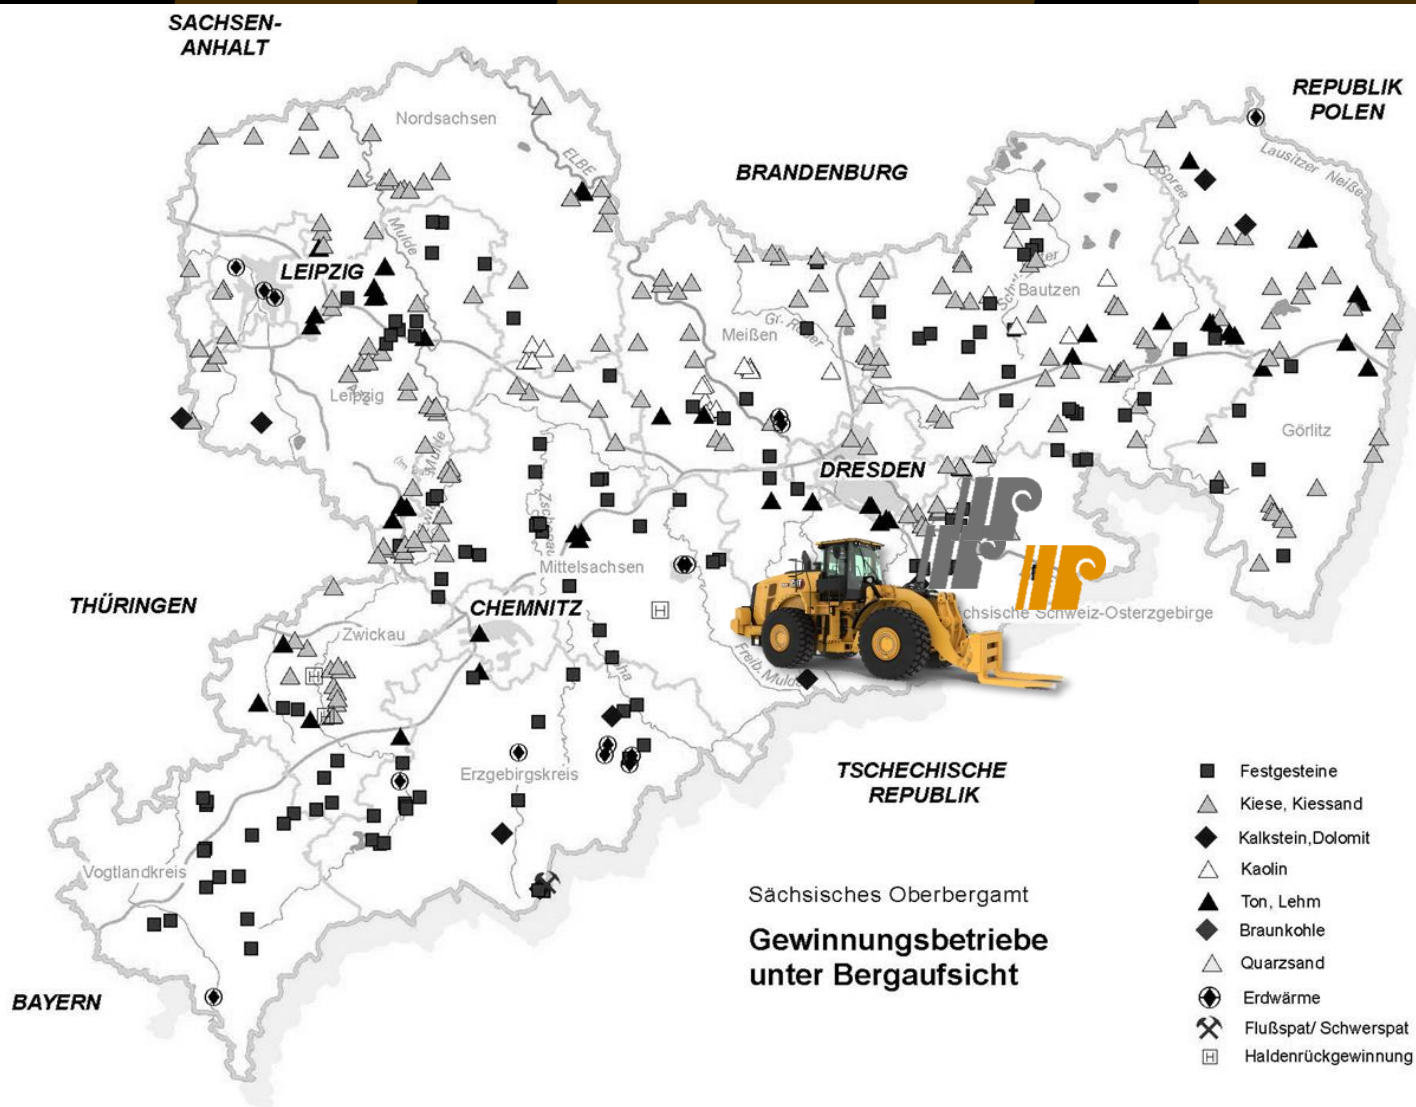 SACHSEN-
ANHALT
REPUBLIK
POLEN
Nordsachsen
ELBE
BRANDENBURG
Lausitzer Neiße
Spree
Mulde
LEIPZIG
Bautzen
Meißen
Leipzig
Görlitz
DRESDEN
Mittelsachsen
THÜRINGEN
CHEMNITZ
Zwickau
chsische Schweiz-Osterzgebirge
Freib. Mulde
Erzgebirgskreis
TSCHECHISCHE
REPUBLIK
Vogtlandkreis
BAYERN
Sächsisches Oberbergamt
Gewinnungsbetriebe
unter Bergaufsicht
Festgesteine
Kiese, Kiessand
Kalkstein,Dolomit
Kaolin
Ton, Lehm
Braunkohle
Quarzsand
Erdwärme
Flußspat/ Schwerspat
Haldenrückgewinnung